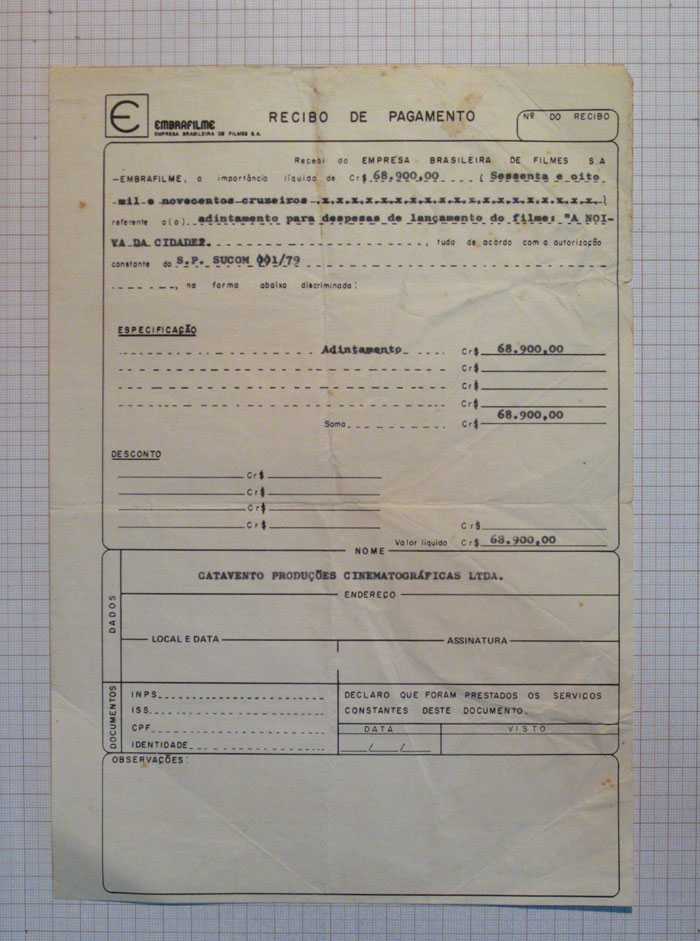 E EMBRAFILME
EMPRESA BRASILEIRA DE FILMES S.A.
RECIBO DE PAGAMENTO
Nº DO RECIBO
Recebi da EMPRESA BRASILEIRA DE FILMES S A
-EMBRAFILME, a importância líquida de Cr$ 68,900,00 ( Sessenta e oito
mil e novecentos cruzeiros .x.x.x.x.x.x.x.x.x.x.x.x.x.x.x.x.x.x. )
referente a(o) adintamento para despesas de lançamento do filme: "A NOI-
VA DA CIDADE", tudo de acordo com a autorização
constante do S.P. SUCOM 001/79
, na forma abaixo discriminada:
ESPECIFICAÇÃO
Adintamento Cr$ 68.900,00
Cr$
Cr$
Cr$
Soma Cr$ 68.900,00
DESCONTO
Cr$
Cr$
Cr$
Cr$ Cr$
Valor líquido Cr$ 68.900,00
NOME
CATAVENTO PRODUÇÕES CINEMATOGRÁFICAS LTDA.
ENDEREÇO
DADOS
LOCAL E DATA ASSINATURA
DOCUMENTOS
INPS
ISS
CPF
IDENTIDADE
DECLARO QUE FORAM PRESTADOS OS SERVIÇOS
CONSTANTES DESTE DOCUMENTO.
DATA VISTO
/ /
OBSERVAÇÕES: